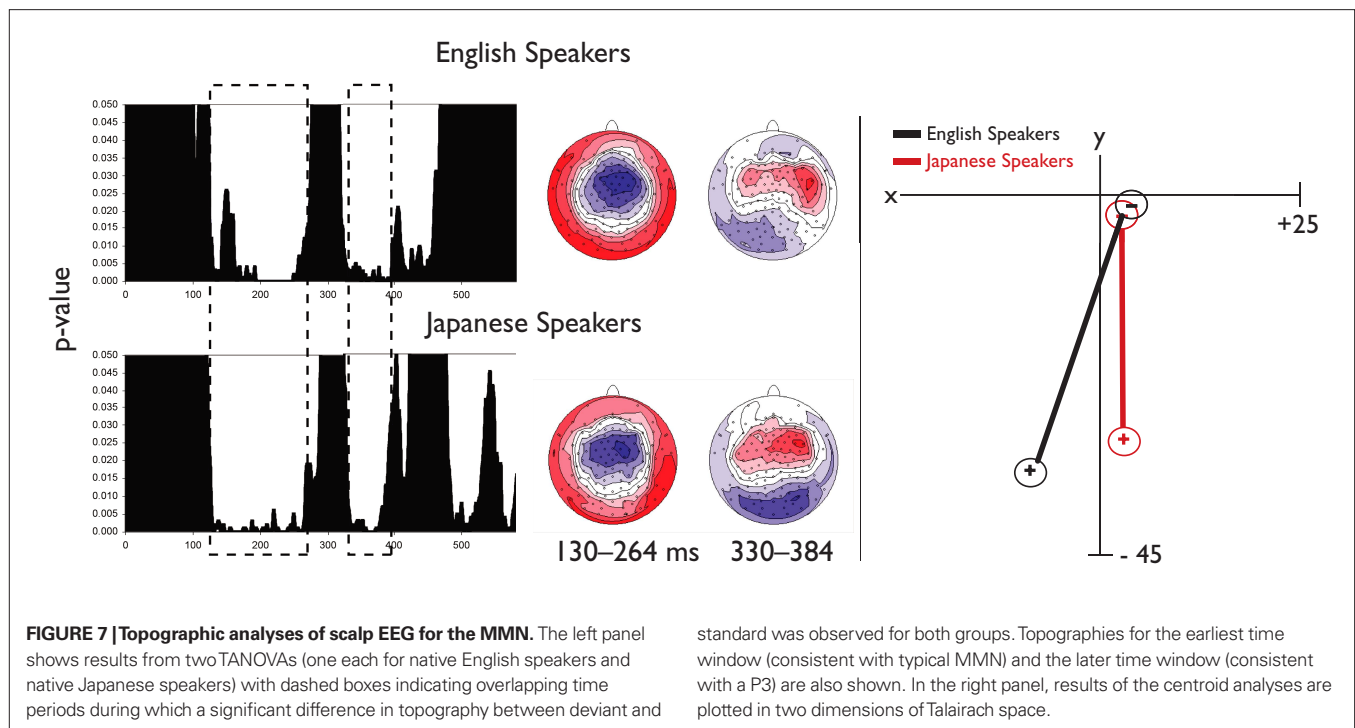 English Speakers
0.050
0.045
0.040
0.035
0.030
0.025
0.020
0.015
0.010
0.005
0.000
0 100 200 300 400 500
p-value
Japanese Speakers
0.050
0.045
0.040
0.035
0.030
0.025
0.020
0.015
0.010
0.005
0.000
0 100 200 300 400 500
130–264 ms 330–384
English Speakers
Japanese Speakers
y
x
+25
-
-
+
+
- 45
FIGURE 7 | Topographic analyses of scalp EEG for the MMN. The left panel
shows results from two TANOVAs (one each for native English speakers and
native Japanese speakers) with dashed boxes indicating overlapping time
periods during which a significant difference in topography between deviant and
standard was observed for both groups. Topographies for the earliest time
window (consistent with typical MMN) and the later time window (consistent
with a P3) are also shown. In the right panel, results of the centroid analyses are
plotted in two dimensions of Talairach space.